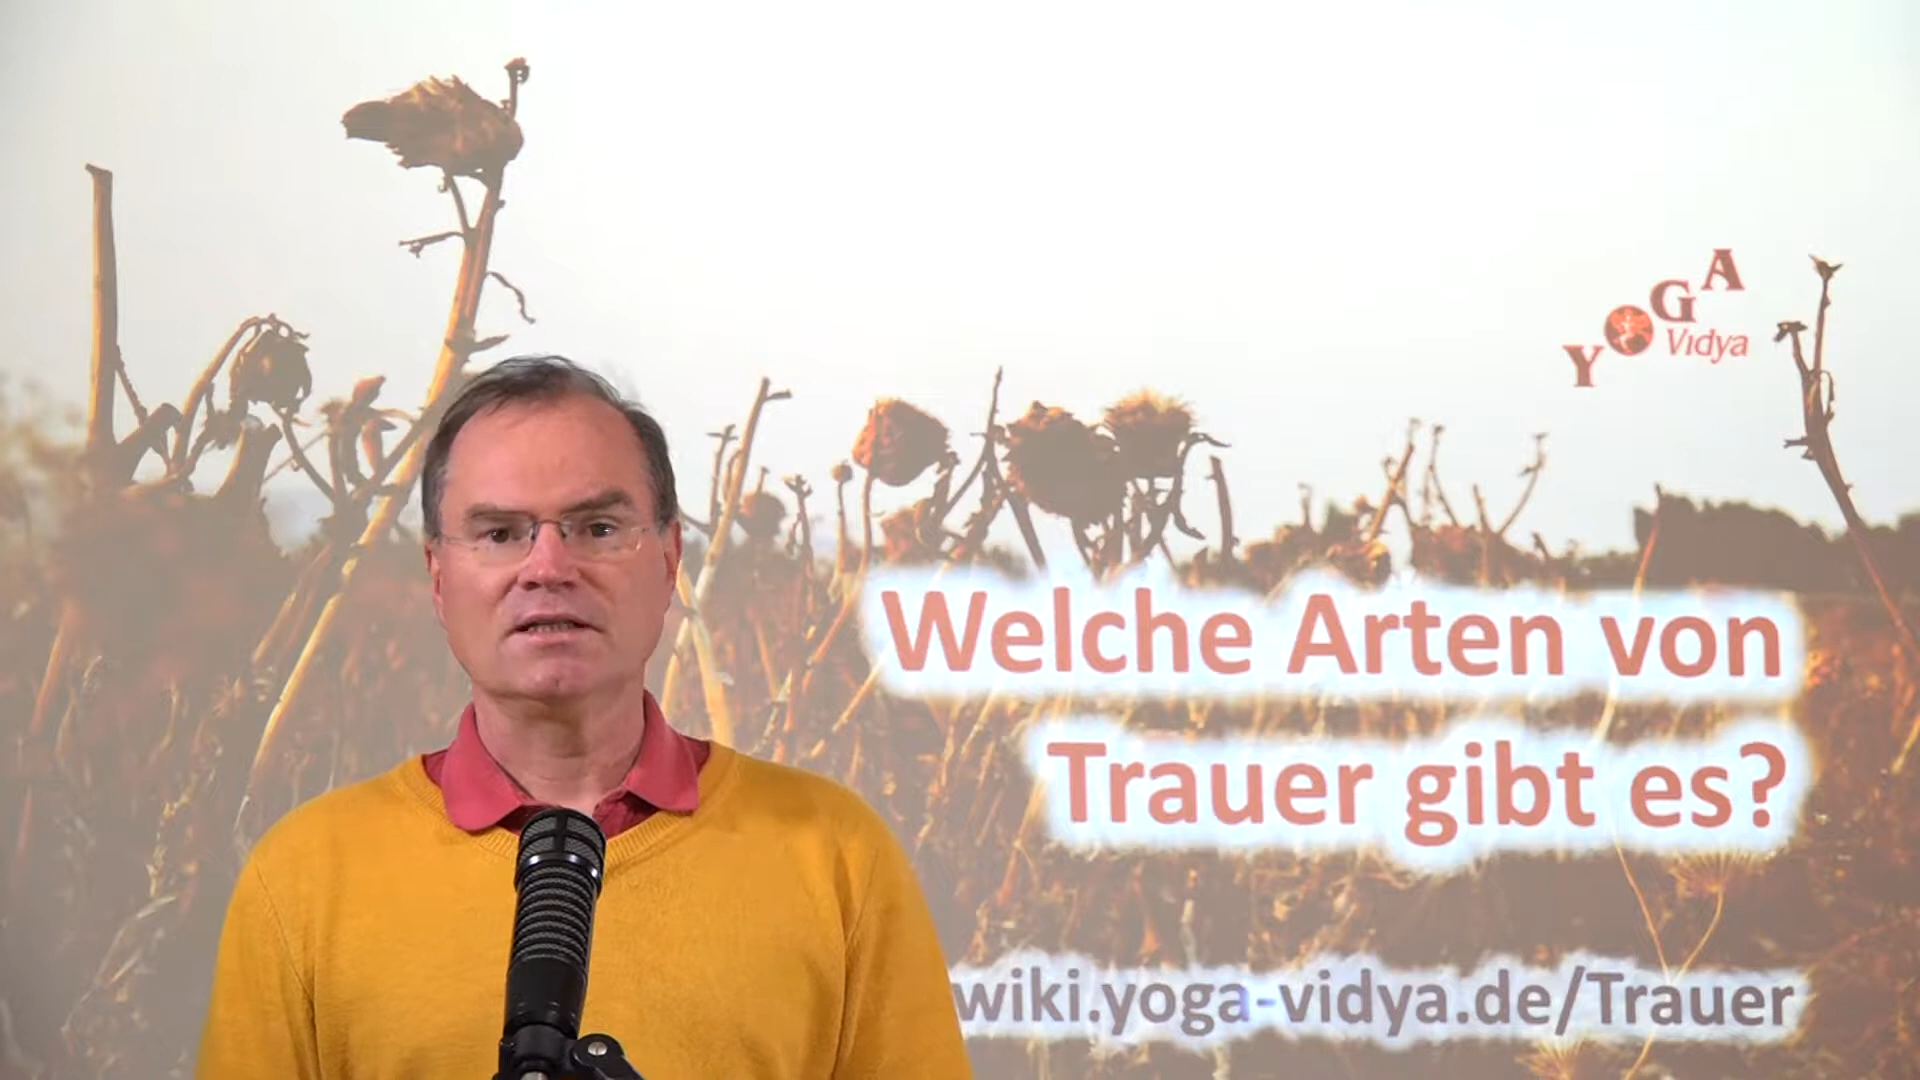 YOGA
Vidya
Welche Arten von
Trauer gibt es?
wiki.yoga-vidya.de/Trauer